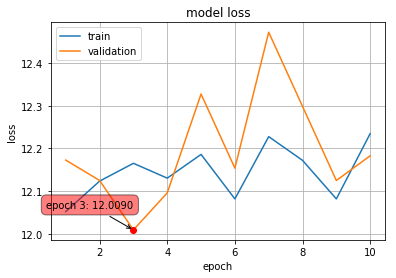 model loss
train
validation
12.4
12.3
12.2
12.1
12.0
loss
epoch 3: 12.0090
2 4 6 8 10
epoch